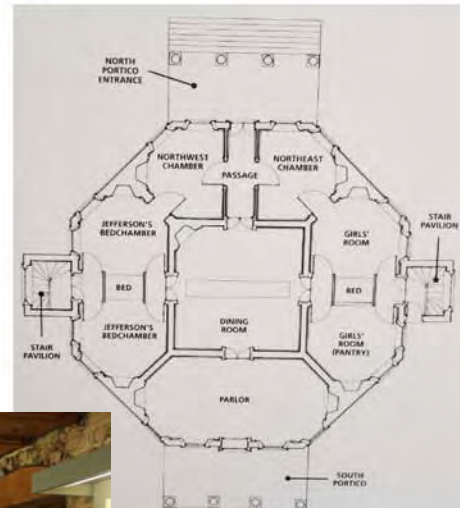 NORTH
PORTICO
ENTRANCE
NORTHWEST
CHAMBER
PASSAGE
NORTHEAST
CHAMBER
JEFFERSON'S
BEDCHAMBER
GIRLS'
ROOM
STAIR
PAVILION
BED
BED
JEFFERSON'S
BEDCHAMBER
DINING
ROOM
GIRLS'
ROOM
(PANTRY)
STAIR
PAVILION
PARLOR
SOUTH
PORTICO